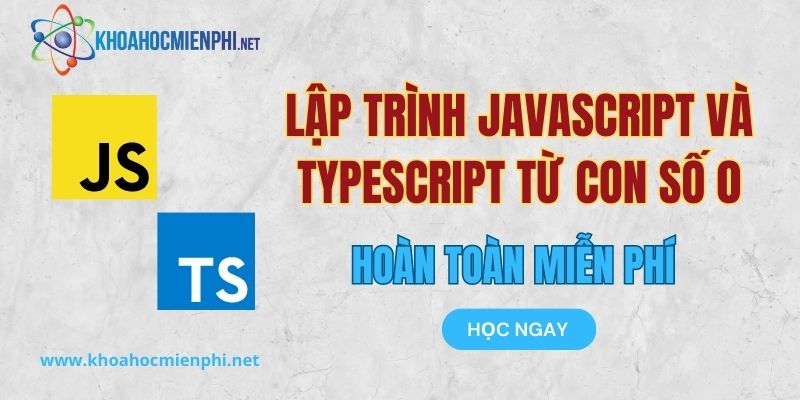 KHOAHOCMIENPHI.NET
JS
TS
LẬP TRÌNH JAVASCRIPT VÀ
TYPESCRIPT TỪ CON SỐ 0
HOÀN TOÀN MIỄN PHÍ
HỌC NGAY
www.khoahocmienphi.net